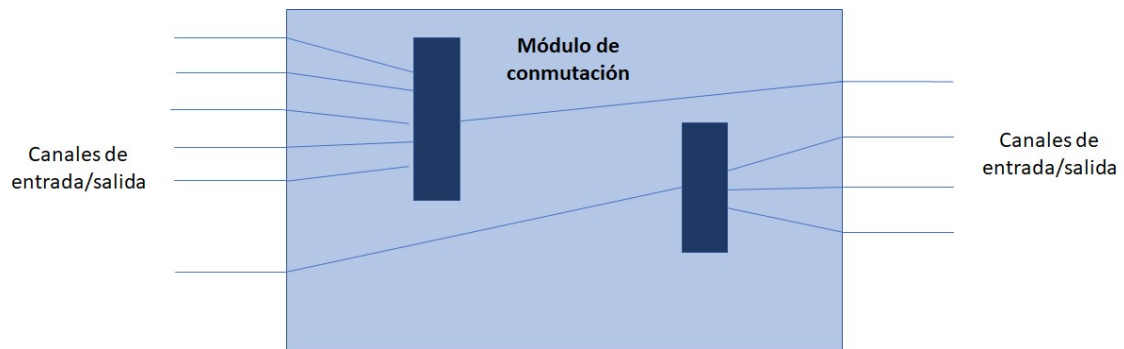 Módulo de
conmutación
Canales de
entrada/salida
Canales de
entrada/salida